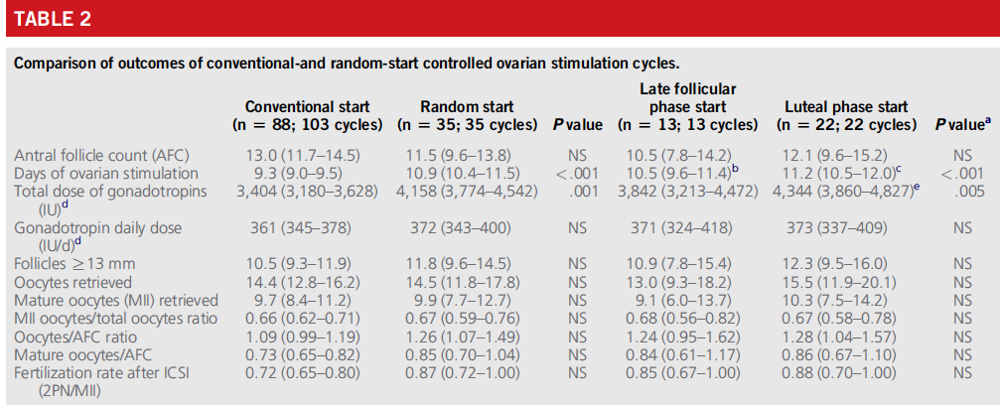 TABLE 2
Comparison of outcomes of conventional-and random-start controlled ovarian stimulation cycles.
Late follicular
Conventional start Random start phase start Luteal phase start
(n = 88; 103 cycles) (n = 35; 35 cycles) P value (n = 13; 13 cycles) (n = 22; 22 cycles) P valueᵃ
Antral follicle count (AFC) 13.0 (11.7–14.5) 11.5 (9.6–13.8) NS 10.5 (7.8–14.2) 12.1 (9.6–15.2) NS
Days of ovarian stimulation 9.3 (9.0–9.5) 10.9 (10.4–11.5) <.001 10.5 (9.6–11.4)ᵇ 11.2 (10.5–12.0)ᶜ <.001
Total dose of gonadotropins 3,404 (3,180–3,628) 4,158 (3,774–4,542) .001 3,842 (3,213–4,472) 4,344 (3,860–4,827)ᵉ .005
(IU)ᵈ
Gonadotropin daily dose 361 (345–378) 372 (343–400) NS 371 (324–418) 373 (337–409) NS
(IU/d)ᵈ
Follicles ≥13 mm 10.5 (9.3–11.9) 11.8 (9.6–14.5) NS 10.9 (7.8–15.4) 12.3 (9.5–16.0) NS
Oocytes retrieved 14.4 (12.8–16.2) 14.5 (11.8–17.8) NS 13.0 (9.3–18.2) 15.5 (11.9–20.1) NS
Mature oocytes (MII) retrieved 9.7 (8.4–11.2) 9.9 (7.7–12.7) NS 9.1 (6.0–13.7) 10.3 (7.5–14.2) NS
MII oocytes/total oocytes ratio 0.66 (0.62–0.71) 0.67 (0.59–0.76) NS 0.68 (0.56–0.82) 0.67 (0.58–0.78) NS
Oocytes/AFC ratio 1.09 (0.99–1.19) 1.26 (1.07–1.49) NS 1.24 (0.95–1.62) 1.28 (1.04–1.57) NS
Mature oocytes/AFC 0.73 (0.65–0.82) 0.85 (0.70–1.04) NS 0.84 (0.61–1.17) 0.86 (0.67–1.10) NS
Fertilization rate after ICSI 0.72 (0.65–0.80) 0.87 (0.72–1.00) NS 0.85 (0.67–1.00) 0.88 (0.70–1.00) NS
(2PN/MII)